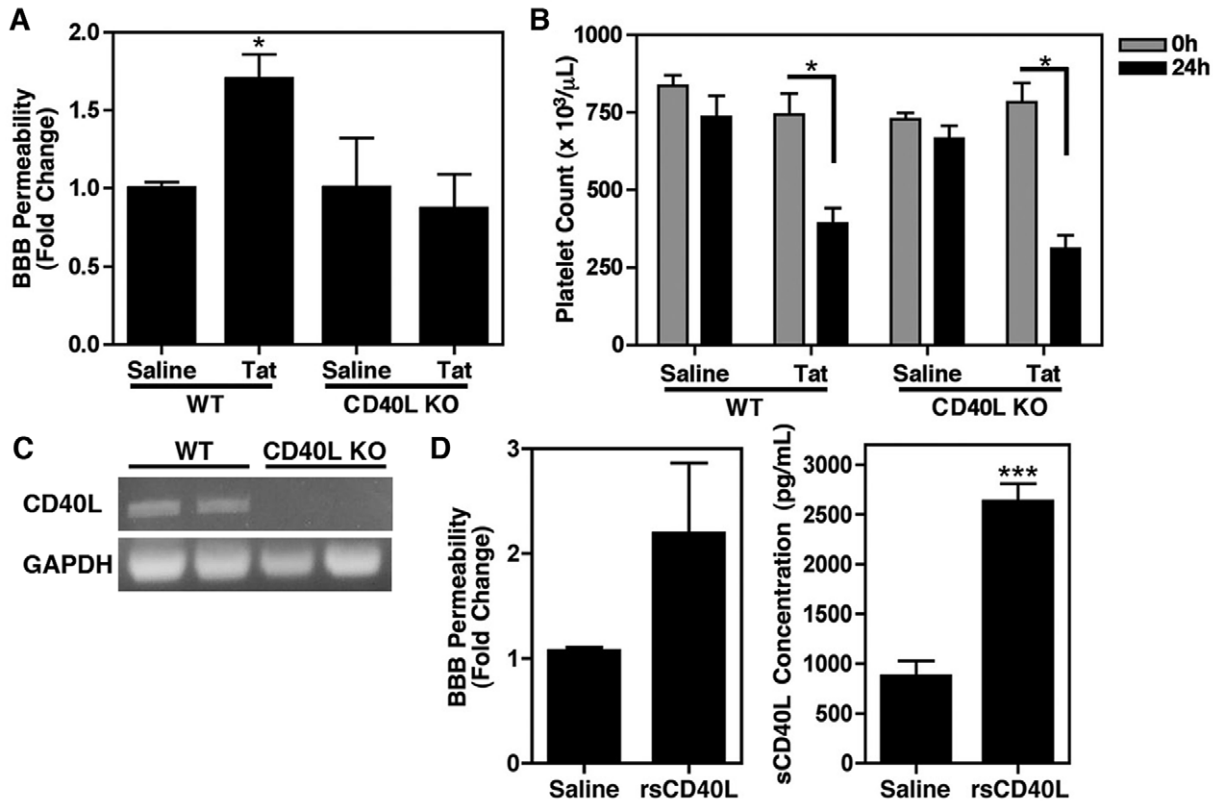 A
BBB Permeability
(Fold Change)
2.0
1.5
1.0
0.5
0.0
*
Saline Tat Saline Tat
WT CD40L KO
B
Platelet Count (x 10³/μL)
1000
750
500
250
0
* *
0h
24h
Saline Tat Saline Tat
WT CD40L KO
C
WT CD40L KO
CD40L
GAPDH
D
BBB Permeability
(Fold Change)
3
2
1
0
Saline rsCD40L
sCD40L Concentration (pg/mL)
3000
2500
2000
1500
1000
500
0
***
Saline rsCD40L